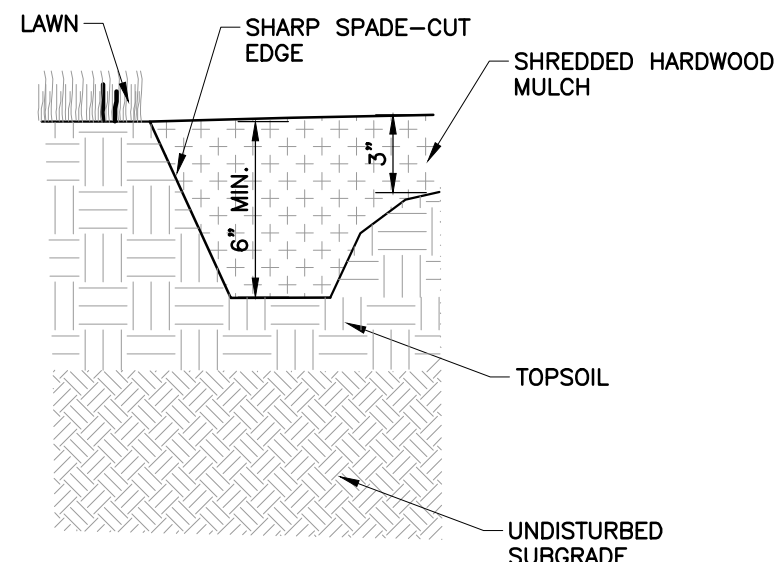 LAWN
SHARP SPADE-CUT
EDGE
SHREDDED HARDWOOD
MULCH
3"
6" MIN.
TOPSOIL
UNDISTURBED
SUBGRADE